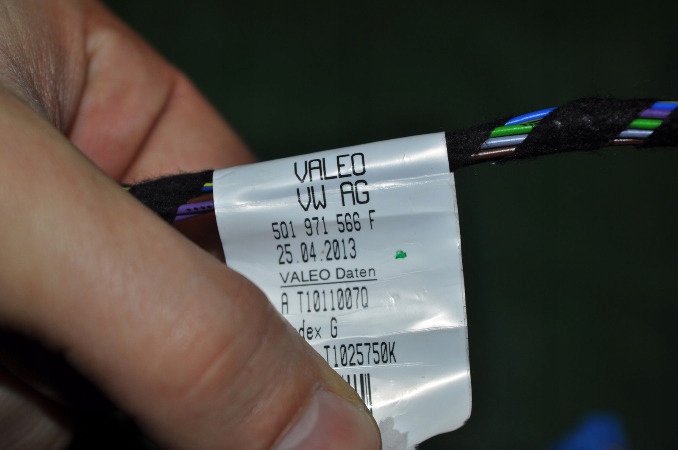 VALEO
VW AG
5Q1 971 566 F
25.04.2013
VALEO Daten
A T1011007Q
dex G
T1025750K